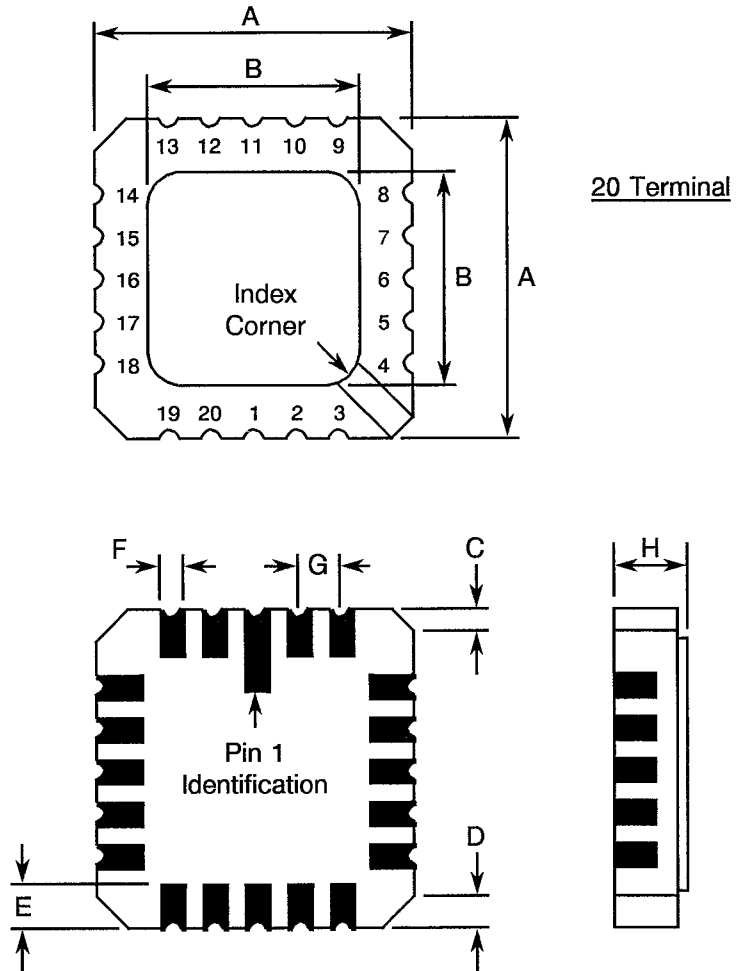 A
B
13 12 11 10 9
20 Terminal
14 8
15 7
16 6
B A
Index
Corner
17 5
18 4
19 20 1 2 3
F G C H
Pin 1
Identification
D
E